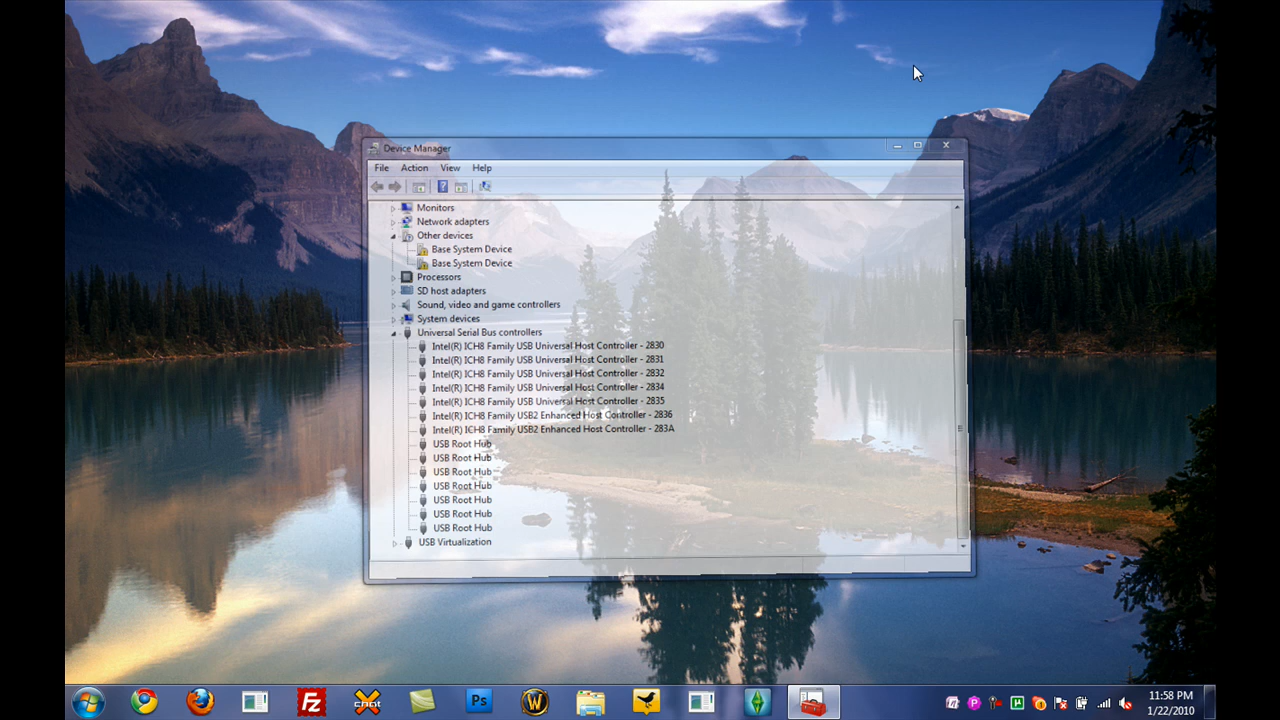 Device Manager
File Action View Help
Monitors
Network adapters
Other devices
Base System Device
Base System Device
Processors
SD host adapters
Sound, video and game controllers
System devices
Universal Serial Bus controllers
Intel(R) ICH8 Family USB Universal Host Controller - 2830
Intel(R) ICH8 Family USB Universal Host Controller - 2831
Intel(R) ICH8 Family USB Universal Host Controller - 2832
Intel(R) ICH8 Family USB Universal Host Controller - 2834
Intel(R) ICH8 Family USB Universal Host Controller - 2835
Intel(R) ICH8 Family USB2 Enhanced Host Controller - 2836
Intel(R) ICH8 Family USB2 Enhanced Host Controller - 283A
USB Root Hub
USB Root Hub
USB Root Hub
USB Root Hub
USB Root Hub
USB Root Hub
USB Root Hub
USB Virtualization
Fz
chat
Ps
W
11:58 PM
1/22/2010